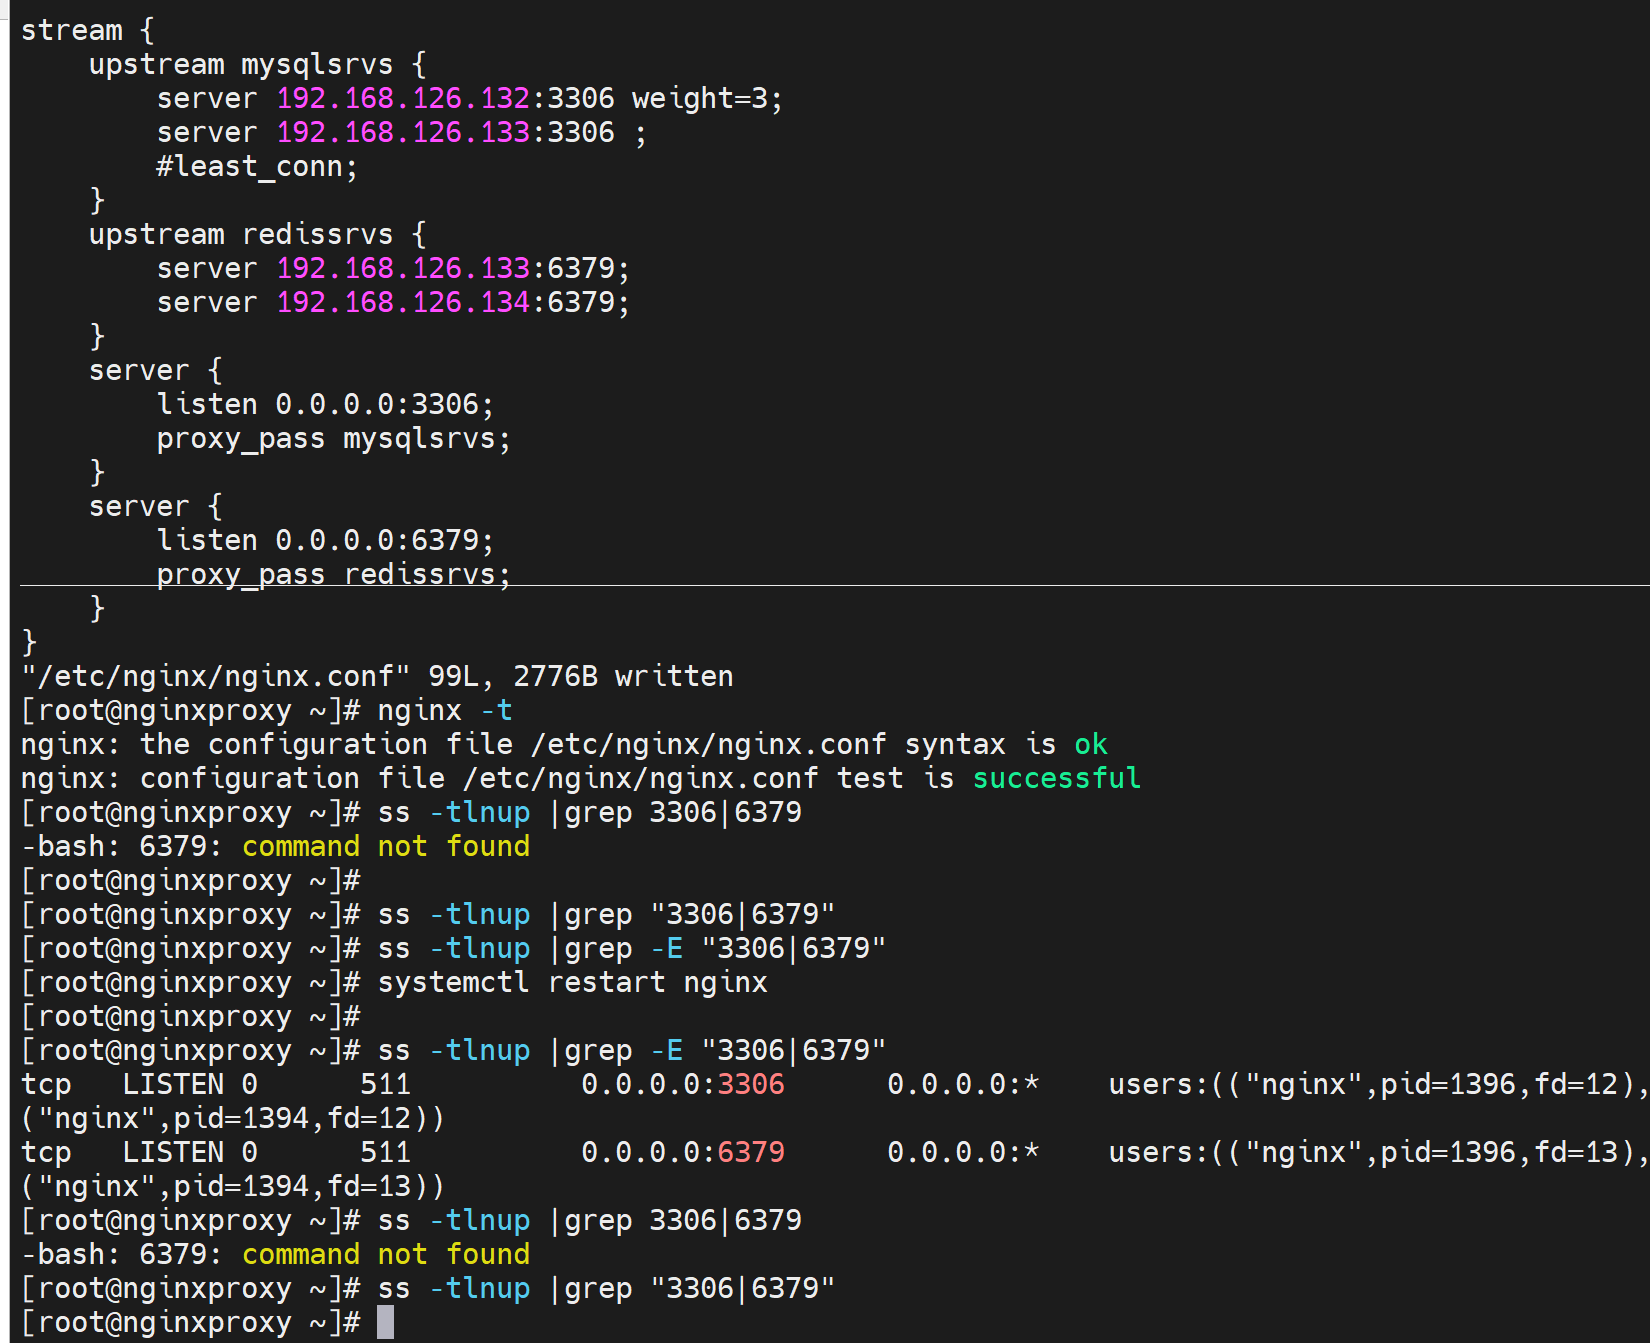 stream {
    upstream mysqlsrvs {
        server 192.168.126.132:3306 weight=3;
        server 192.168.126.133:3306 ;
        #least_conn;
    }
    upstream redissrvs {
        server 192.168.126.133:6379;
        server 192.168.126.134:6379;
    }
    server {
        listen 0.0.0.0:3306;
        proxy_pass mysqlsrvs;
    }
    server {
        listen 0.0.0.0:6379;
        proxy_pass redissrvs;
    }
}
"/etc/nginx/nginx.conf" 99L, 2776B written
[root@nginxproxy ~]# nginx -t
nginx: the configuration file /etc/nginx/nginx.conf syntax is ok
nginx: configuration file /etc/nginx/nginx.conf test is successful
[root@nginxproxy ~]# ss -tlnup |grep 3306|6379
-bash: 6379: command not found
[root@nginxproxy ~]#
[root@nginxproxy ~]# ss -tlnup |grep "3306|6379"
[root@nginxproxy ~]# ss -tlnup |grep -E "3306|6379"
[root@nginxproxy ~]# systemctl restart nginx
[root@nginxproxy ~]#
[root@nginxproxy ~]# ss -tlnup |grep -E "3306|6379"
tcp   LISTEN 0      511          0.0.0.0:3306      0.0.0.0:*    users:(("nginx",pid=1396,fd=12),
("nginx",pid=1394,fd=12))
tcp   LISTEN 0      511          0.0.0.0:6379      0.0.0.0:*    users:(("nginx",pid=1396,fd=13),
("nginx",pid=1394,fd=13))
[root@nginxproxy ~]# ss -tlnup |grep 3306|6379
-bash: 6379: command not found
[root@nginxproxy ~]# ss -tlnup |grep "3306|6379"
[root@nginxproxy ~]#